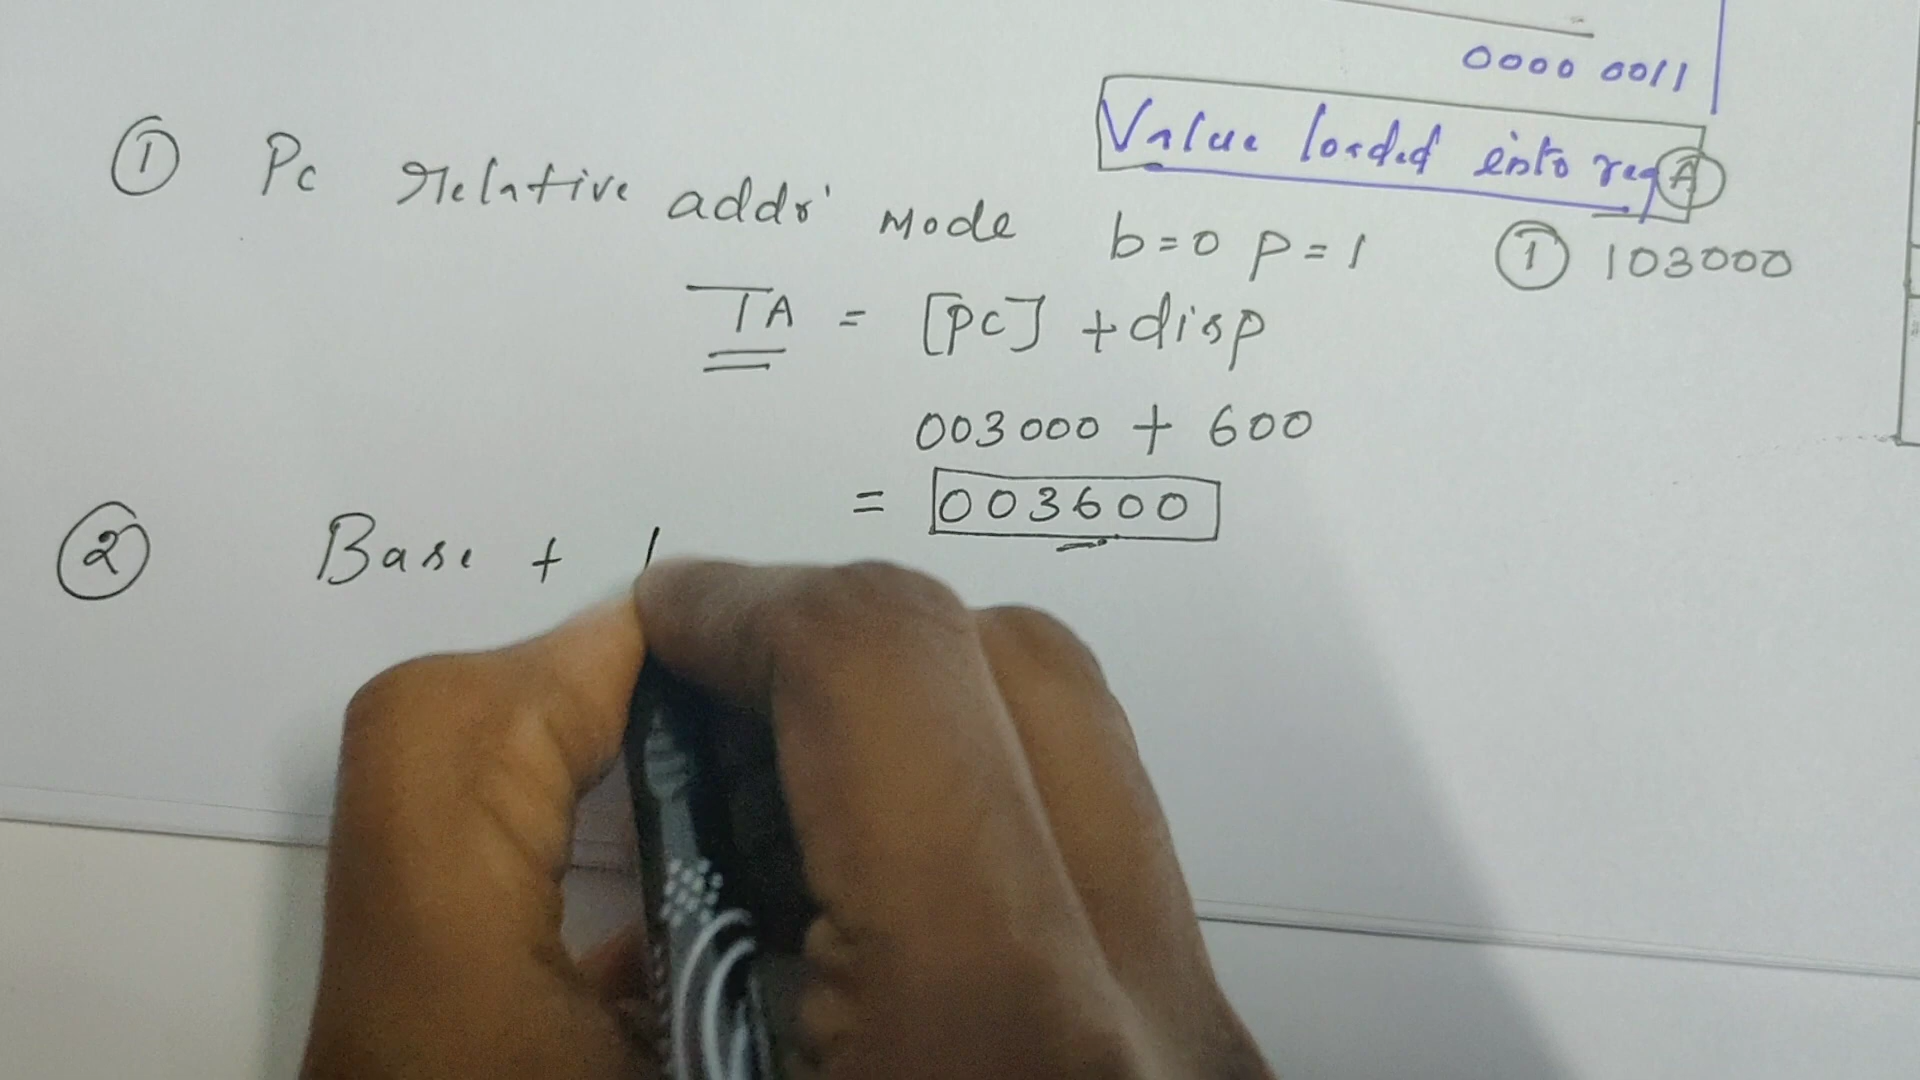 0000 0011
Value loaded into reg A
① Pc relative addr' mode b=0 p=1
① 103000
TA = [PC] + disp
003000 + 600
= 003600
② Base +